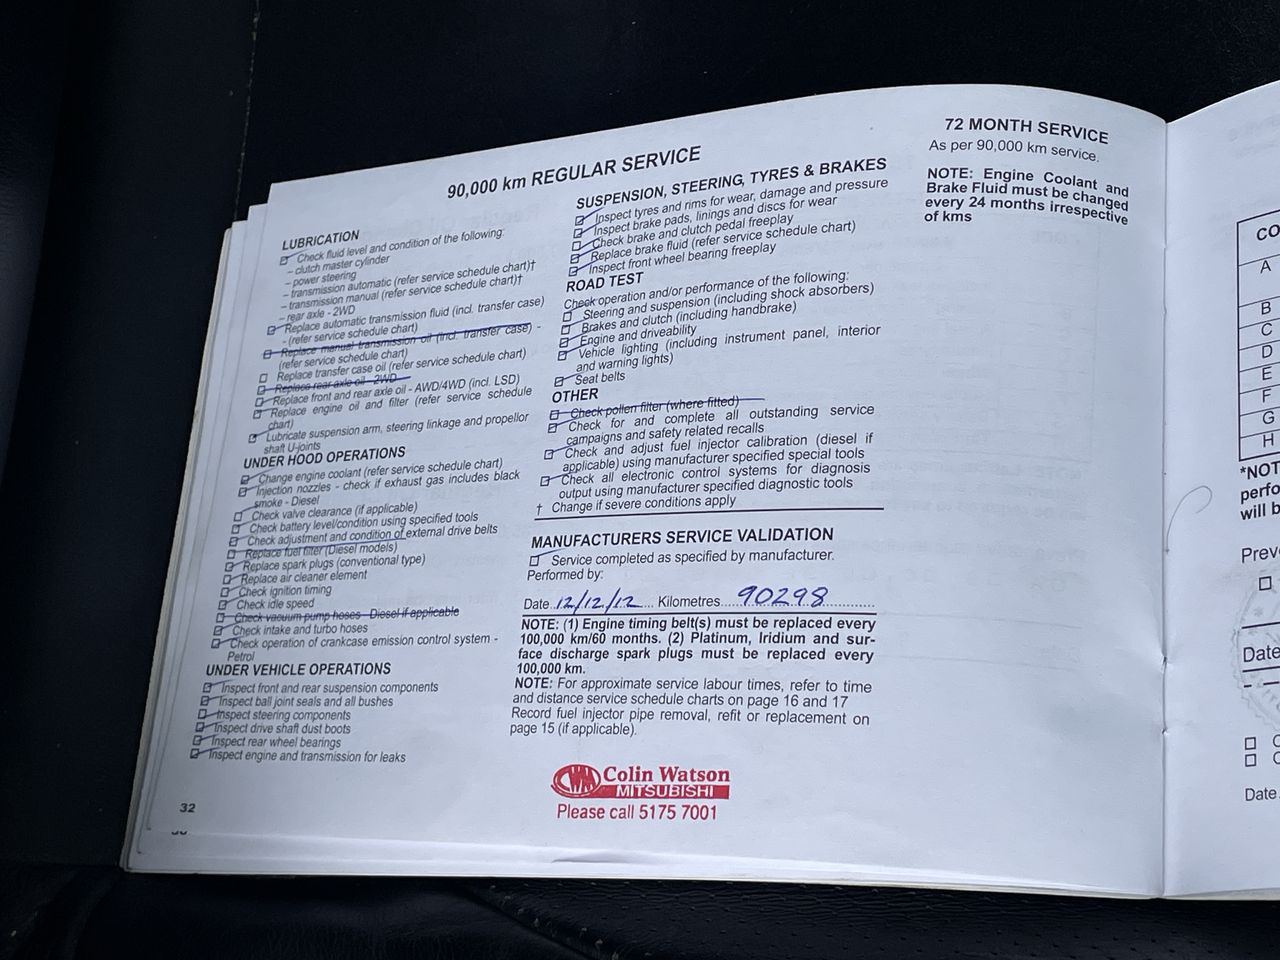 90,000 km REGULAR SERVICE
LUBRICATION
Check fluid level and condition of the following:
– clutch master cylinder
– power steering
– transmission automatic (refer service schedule chart)†
– transmission manual (refer service schedule chart)†
– rear axle - 2WD
Replace automatic transmission fluid (incl. transfer case)
- (refer service schedule chart)
Replace manual transmission oil (incl. transfer case) -
(refer service schedule chart)
Replace transfer case oil (refer service schedule chart)
Replace rear axle oil - 2WD
Replace front and rear axle oil - AWD/4WD (incl. LSD)
Replace engine oil and filter (refer service schedule
chart)
Lubricate suspension arm, steering linkage and propellor
shaft U-joints
UNDER HOOD OPERATIONS
Change engine coolant (refer service schedule chart)
Injection nozzles - check if exhaust gas includes black
smoke - Diesel
Check valve clearance (if applicable)
Check battery level/condition using specified tools
Check adjustment and condition of external drive belts
Replace fuel filter (Diesel models)
Replace spark plugs (conventional type)
Replace air cleaner element
Check ignition timing
Check idle speed
Check vacuum pump hoses - Diesel if applicable
Check intake and turbo hoses
Check operation of crankcase emission control system -
Petrol
UNDER VEHICLE OPERATIONS
Inspect front and rear suspension components
Inspect ball joint seals and all bushes
Inspect steering components
Inspect drive shaft dust boots
Inspect rear wheel bearings
Inspect engine and transmission for leaks
32
SUSPENSION, STEERING, TYRES & BRAKES
Inspect tyres and rims for wear, damage and pressure
Inspect brake pads, linings and discs for wear
Check brake and clutch pedal freeplay
Replace brake fluid (refer service schedule chart)
Inspect front wheel bearing freeplay
ROAD TEST
Check operation and/or performance of the following:
Steering and suspension (including shock absorbers)
Brakes and clutch (including handbrake)
Engine and driveability
Vehicle lighting (including instrument panel, interior
and warning lights)
Seat belts
OTHER
Check pollen filter (where fitted)
Check for and complete all outstanding service
campaigns and safety related recalls
Check and adjust fuel injector calibration (diesel if
applicable) using manufacturer specified special tools
Check all electronic control systems for diagnosis
output using manufacturer specified diagnostic tools
† Change if severe conditions apply
MANUFACTURERS SERVICE VALIDATION
Service completed as specified by manufacturer.
Performed by:
Date 12/12/12 Kilometres 90298
NOTE: (1) Engine timing belt(s) must be replaced every
100,000 km/60 months. (2) Platinum, Iridium and sur-
face discharge spark plugs must be replaced every
100,000 km.
NOTE: For approximate service labour times, refer to time
and distance service schedule charts on page 16 and 17
Record fuel injector pipe removal, refit or replacement on
page 15 (if applicable).
CWM Colin Watson
MITSUBISHI
Please call 5175 7001
72 MONTH SERVICE
As per 90,000 km service.
NOTE: Engine Coolant and
Brake Fluid must be changed
every 24 months irrespective
of kms
CO
A
B
C
D
E
F
G
H
*NOT
perfo
will b
Prev
Date
Date